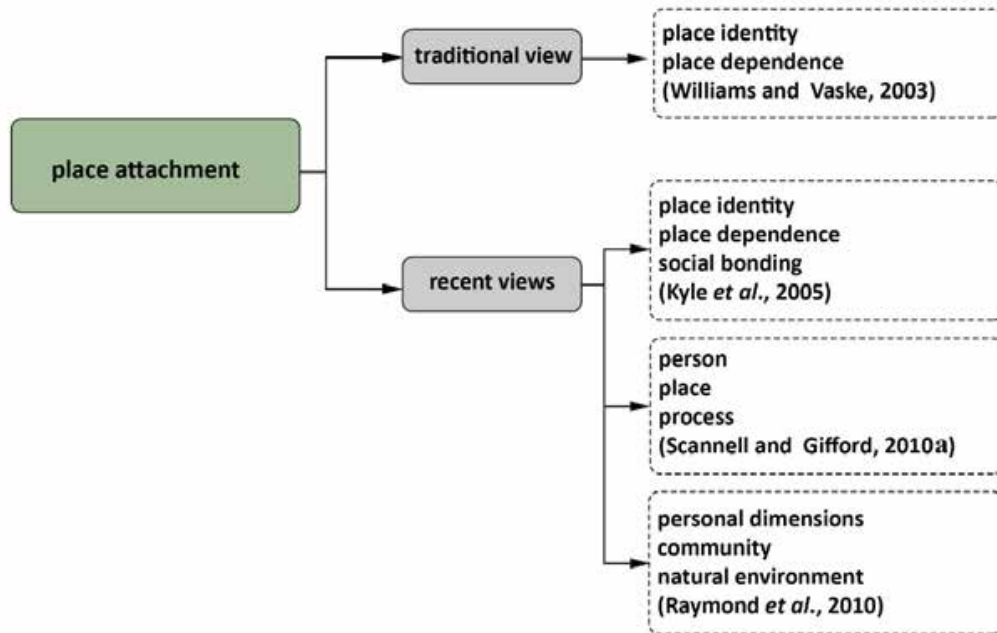 place attachment
traditional view
place identity
place dependence
(Williams and Vaske, 2003)
recent views
place identity
place dependence
social bonding
(Kyle et al., 2005)
person
place
process
(Scannell and Gifford, 2010a)
personal dimensions
community
natural environment
(Raymond et al., 2010)